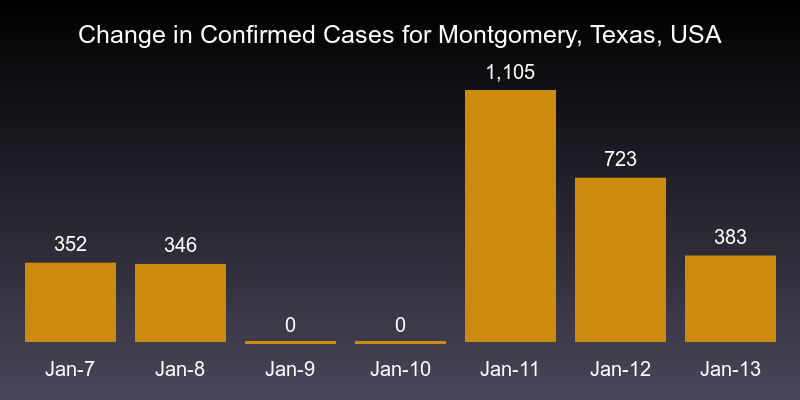 Change in Confirmed Cases for Montgomery, Texas, USA
1,105
723
383
352
346
0
0
Jan-7
Jan-8
Jan-9
Jan-10
Jan-11
Jan-12
Jan-13